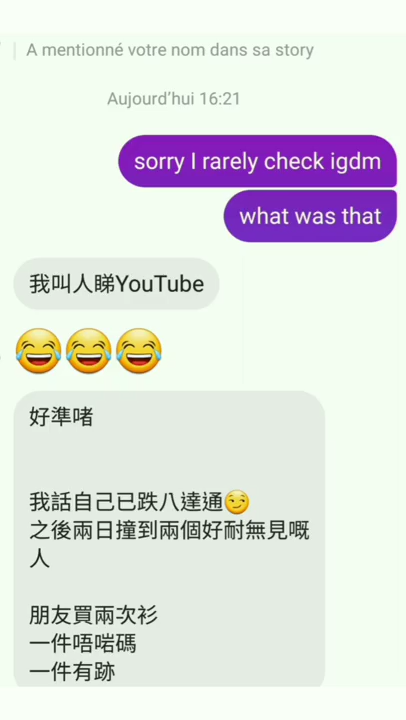 A mentionné votre nom dans sa story
Aujourd'hui 16:21
sorry I rarely check igdm
what was that
我叫人睇YouTube
😂😂😂
好準啫
我話自己已跌八達通😏
之後兩日撞到兩個好耐無見嘅
人
朋友買兩次衫
一件唔啱碼
一件有跡